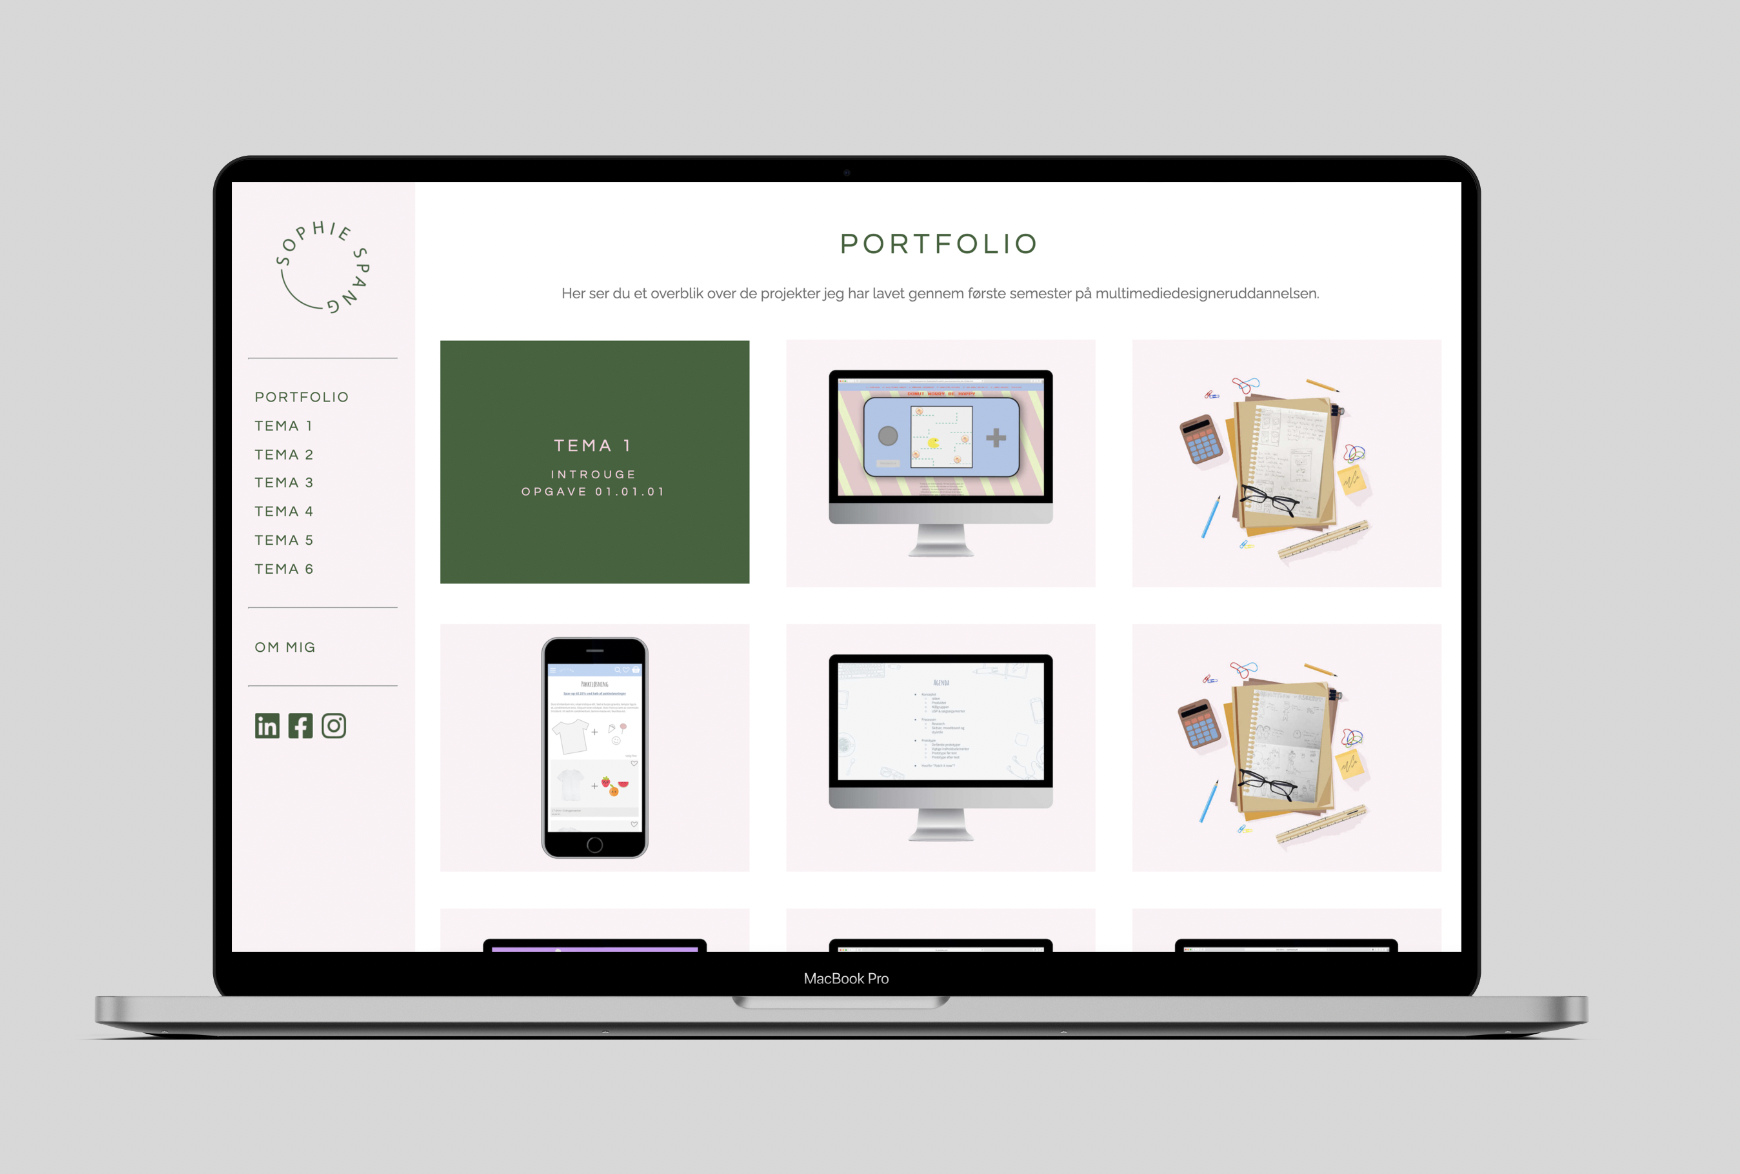 SOPHIE SPANG
PORTFOLIO
TEMA 1
TEMA 2
TEMA 3
TEMA 4
TEMA 5
TEMA 6
OM MIG
in
PORTFOLIO
Her ser du et overblik over de projekter jeg har lavet gennem første semester på multimediedesigneruddannelsen.
TEMA 1
INTROUGE
OPGAVE 01.01.01
AGENDA
MacBook Pro